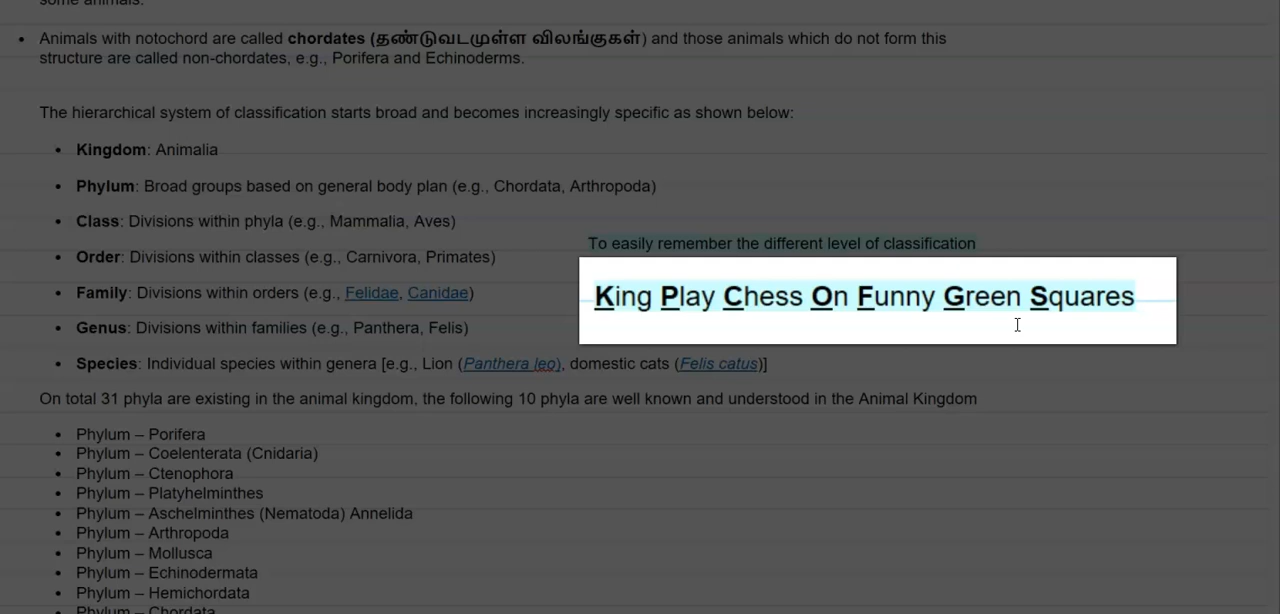 some animals.
• Animals with notochord are called chordates (தண்டுவடமுள்ள விலங்குகள்) and those animals which do not form this
structure are called non-chordates, e.g., Porifera and Echinoderms.
The hierarchical system of classification starts broad and becomes increasingly specific as shown below:
• Kingdom: Animalia
• Phylum: Broad groups based on general body plan (e.g., Chordata, Arthropoda)
• Class: Divisions within phyla (e.g., Mammalia, Aves)
To easily remember the different level of classification
• Order: Divisions within classes (e.g., Carnivora, Primates)
• Family: Divisions within orders (e.g., Felidae, Canidae)
King Play Chess On Funny Green Squares
• Genus: Divisions within families (e.g., Panthera, Felis)
• Species: Individual species within genera [e.g., Lion (Panthera leo), domestic cats (Felis catus)]
On total 31 phyla are existing in the animal kingdom, the following 10 phyla are well known and understood in the Animal Kingdom
• Phylum – Porifera
• Phylum – Coelenterata (Cnidaria)
• Phylum – Ctenophora
• Phylum – Platyhelminthes
• Phylum – Aschelminthes (Nematoda) Annelida
• Phylum – Arthropoda
• Phylum – Mollusca
• Phylum – Echinodermata
• Phylum – Hemichordata
• Phylum – Chordata